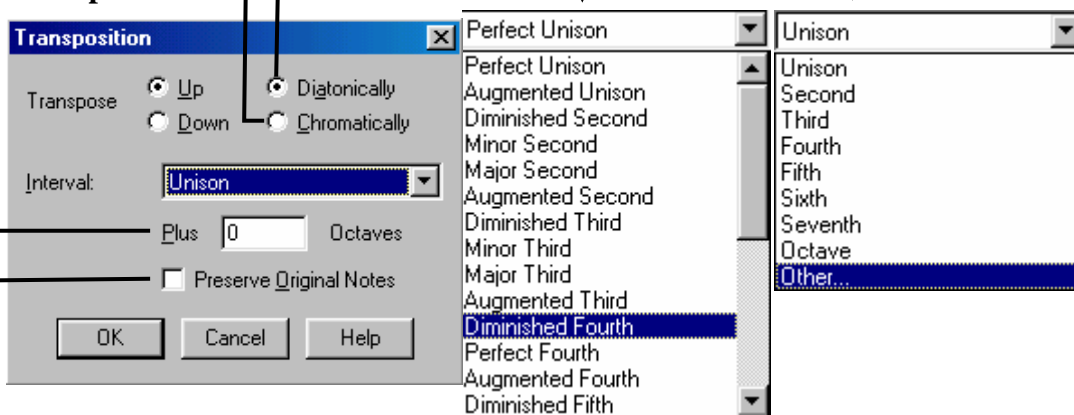 Transposition
Transpose
Up
Diatonically
Down
Chromatically
Interval:
Unison
Plus 0 Octaves
Preserve Original Notes
OK Cancel Help
Perfect Unison
Perfect Unison
Augmented Unison
Diminished Second
Minor Second
Major Second
Augmented Second
Diminished Third
Minor Third
Major Third
Augmented Third
Diminished Fourth
Perfect Fourth
Augmented Fourth
Diminished Fifth
Unison
Unison
Second
Third
Fourth
Fifth
Sixth
Seventh
Octave
Other...